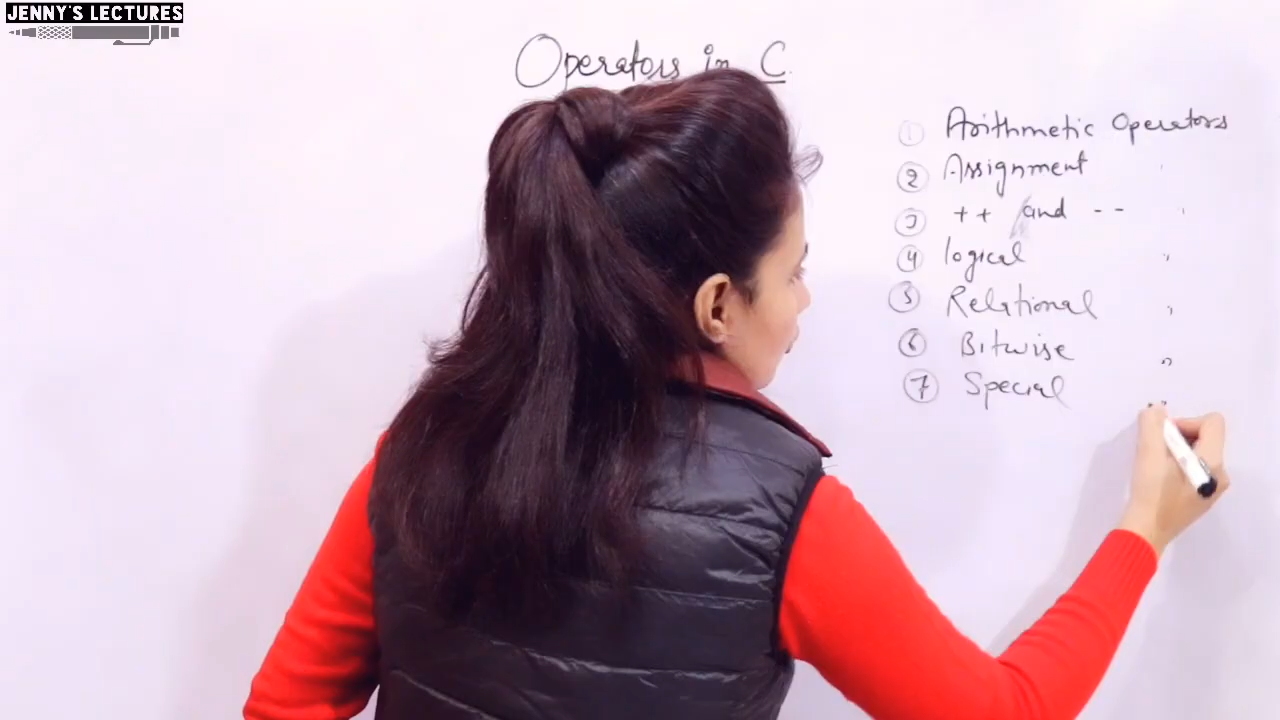 JENNY'S LECTURES
Operators in C
1 Arithmetic Operators
2 Assignment "
3 ++ and -- "
4 logical "
5 Relational "
6 Bitwise "
7 Special "